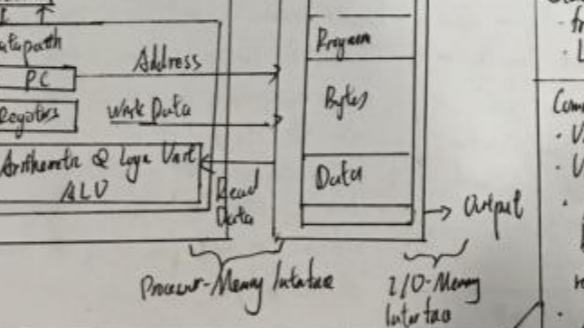 Datapath
PC
Address
Program
Registers
Write Data
Bytes
Arithmetic & Logic Unit
ALU
Read
Data
Data
Output
Processor-Memory Interface
I/O-Memory
Interface